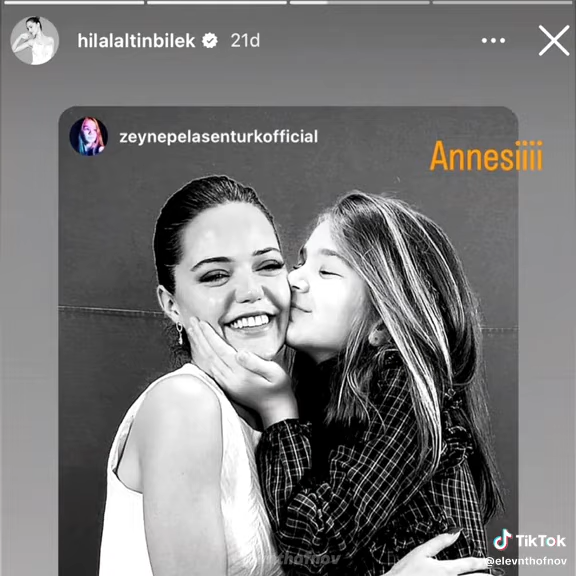 hilalaltinbilek 21d
zeynepelasenturkofficial
Annesiiii
TikTok
@elevnthofnov